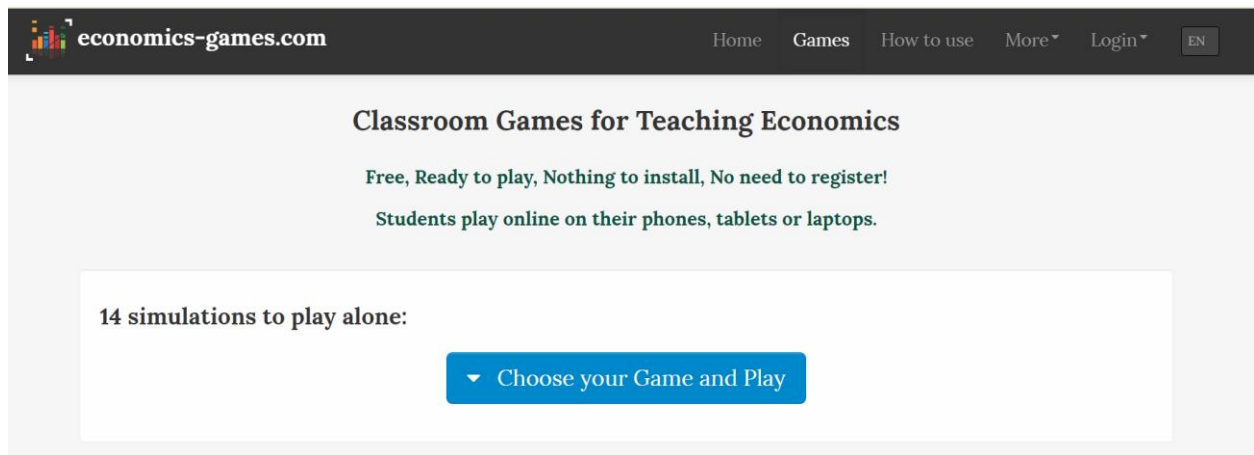 economics-games.com Home Games How to use More Login EN
Classroom Games for Teaching Economics
Free, Ready to play, Nothing to install, No need to register!
Students play online on their phones, tablets or laptops.
14 simulations to play alone:
Choose your Game and Play